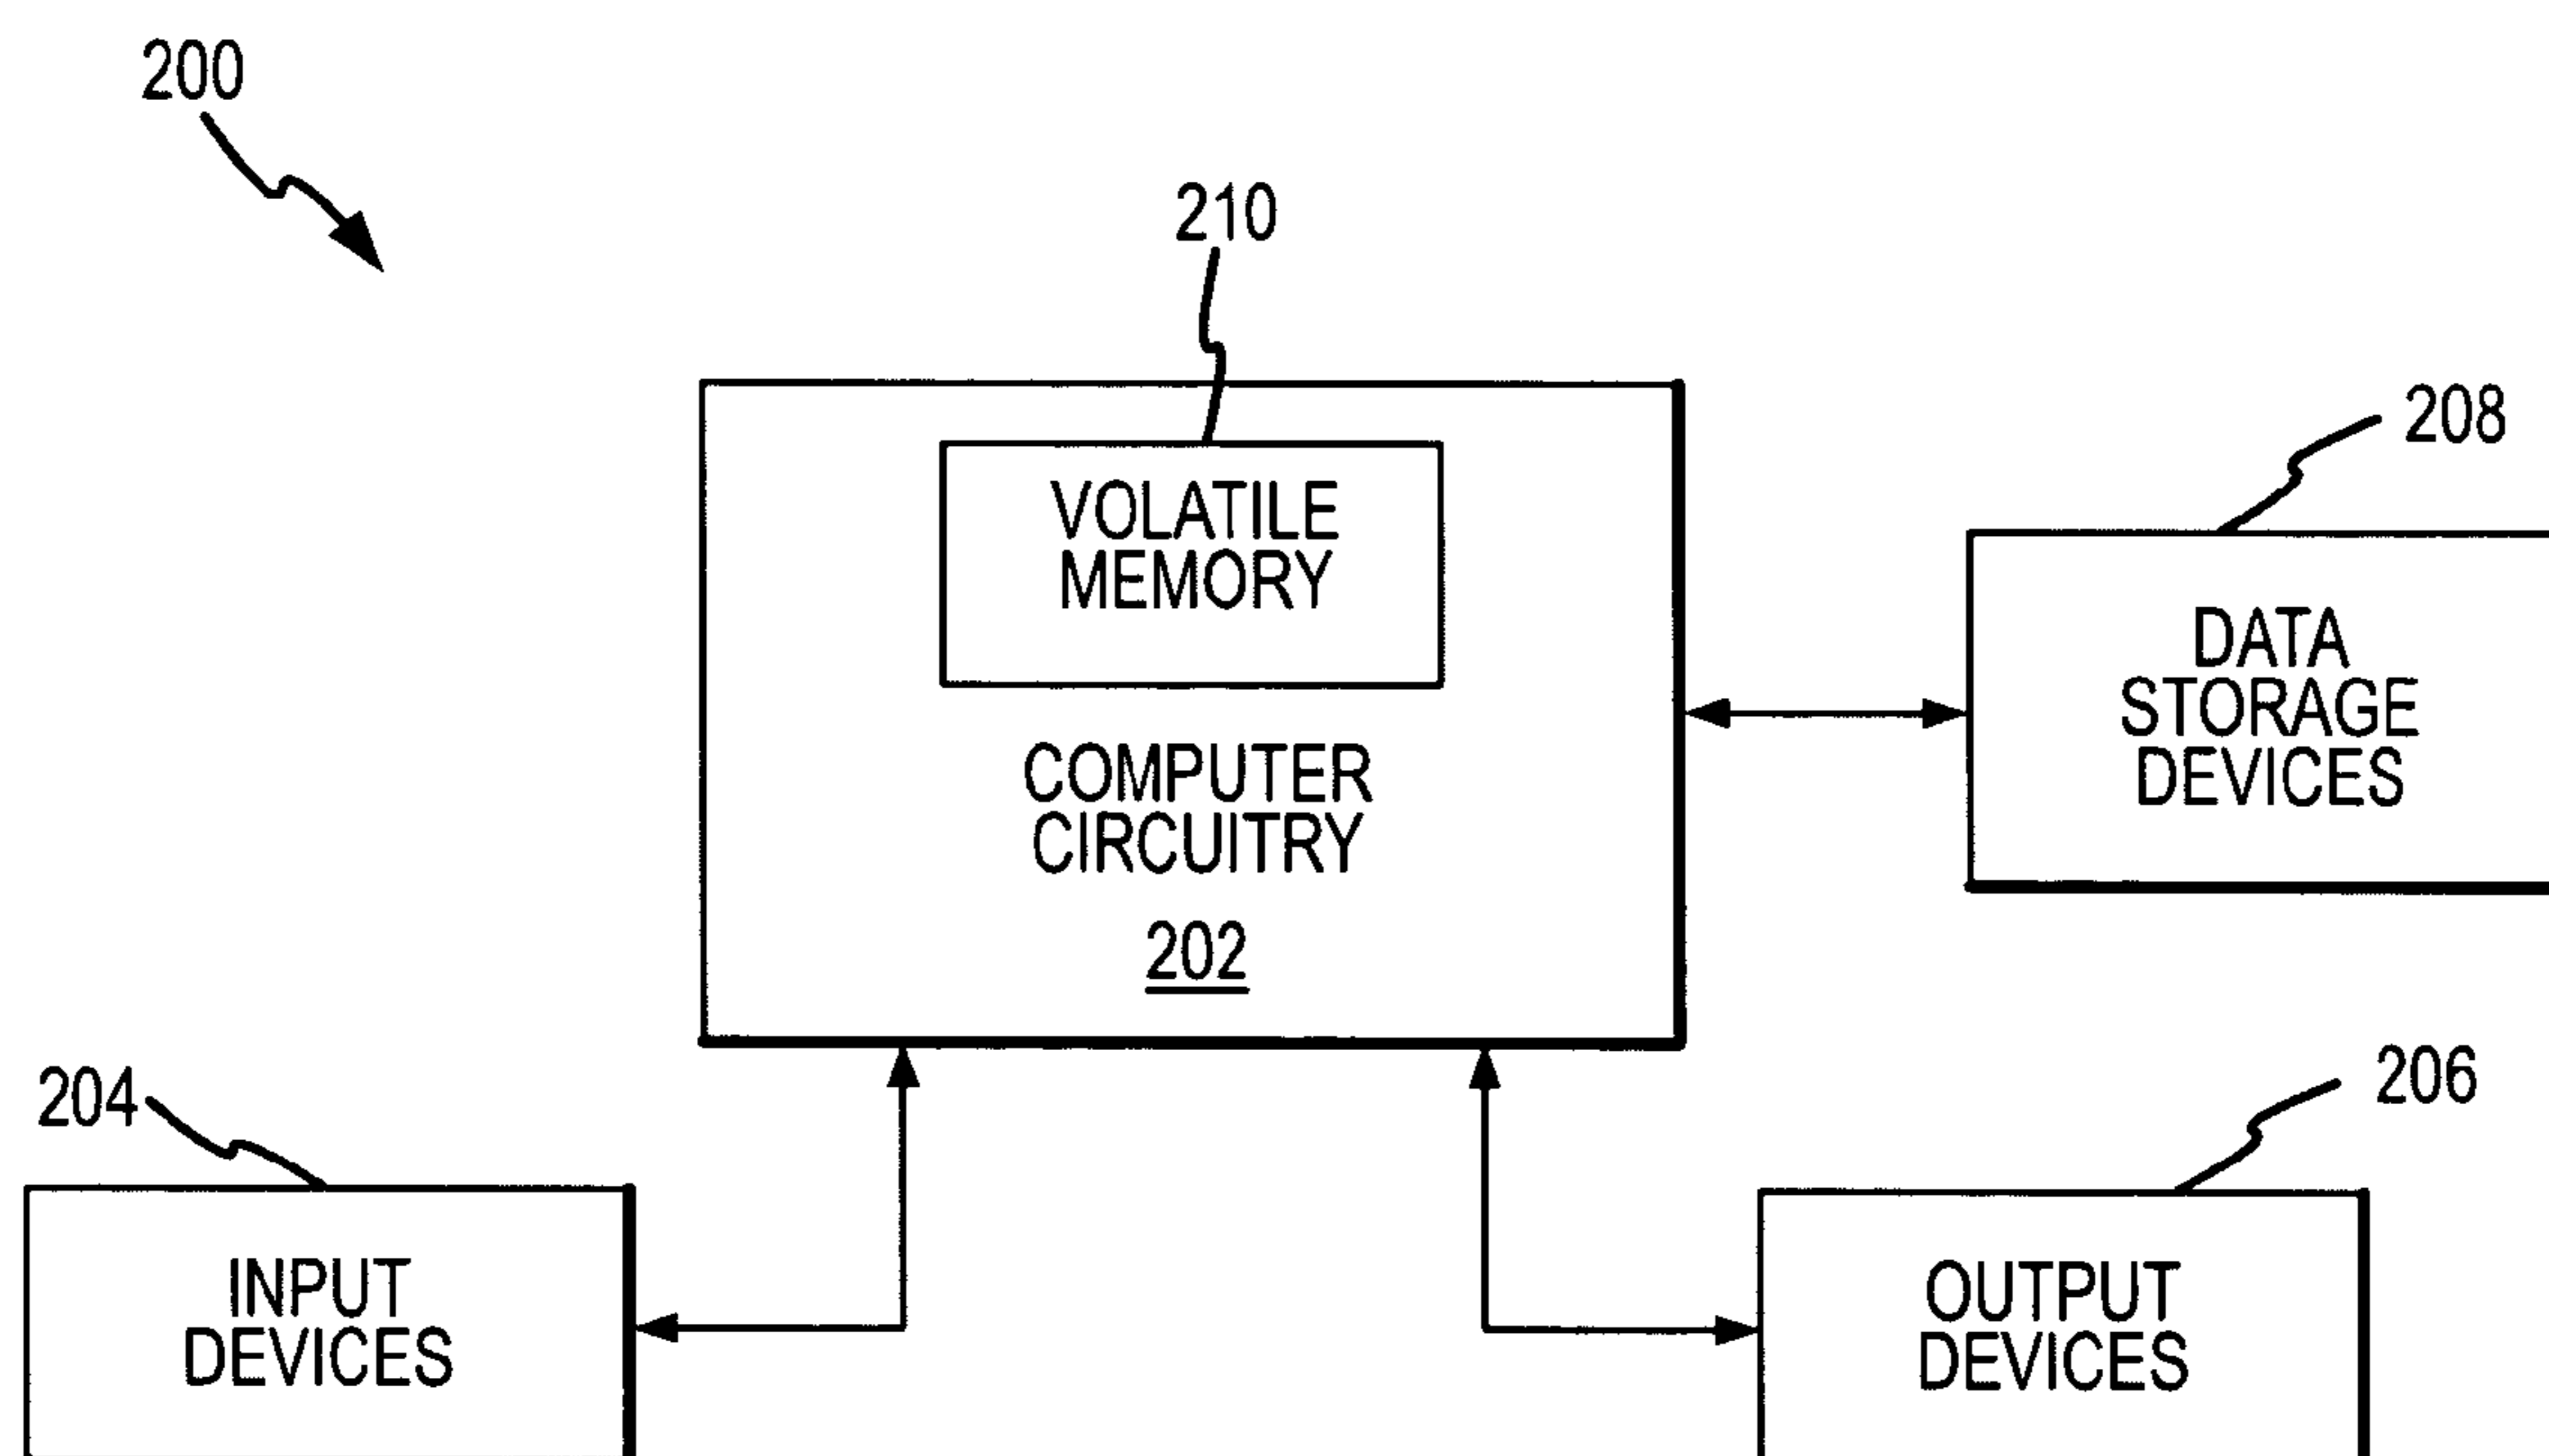 200
210
VOLATILE
MEMORY
208
DATA
STORAGE
DEVICES
COMPUTER
CIRCUITRY
202
204
206
INPUT
DEVICES
OUTPUT
DEVICES